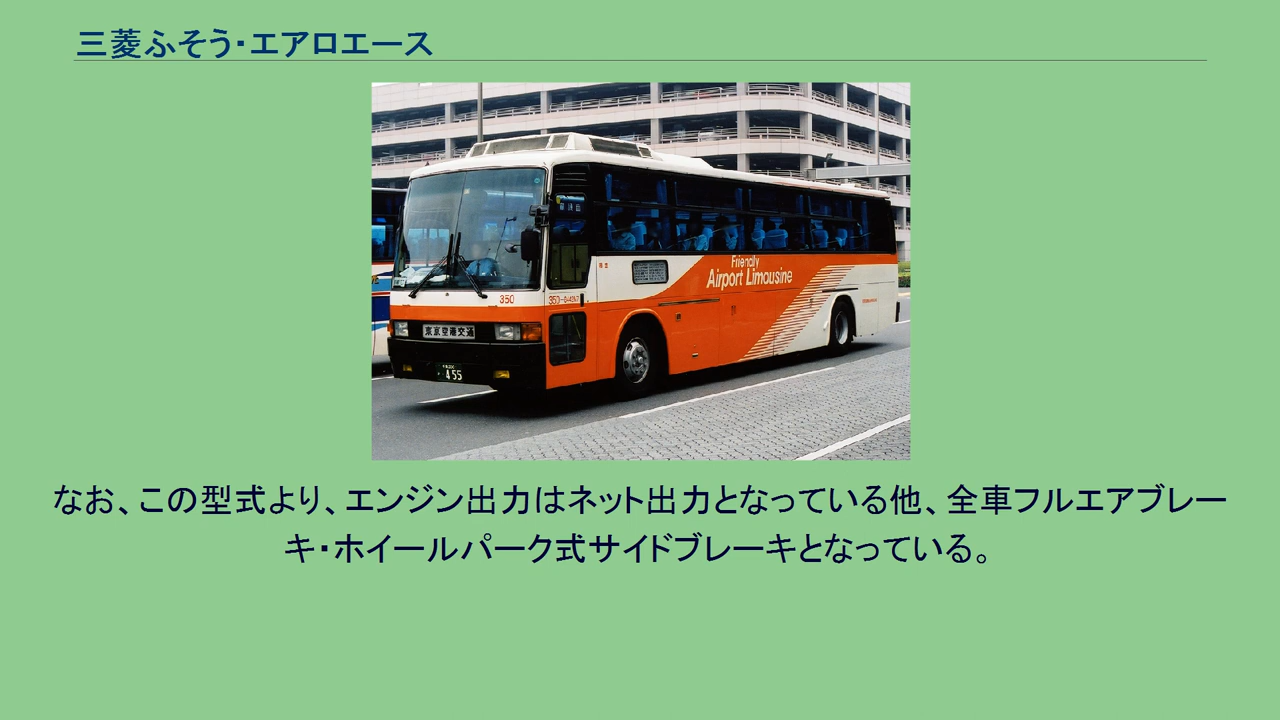 三菱ふそう・エアロエース
Friendly
Airport Limousine
350
東京空港交通
455
なお、この型式より、エンジン出力はネット出力となっている他、全車フルエアブレー
キ・ホイールパーク式サイドブレーキとなっている。